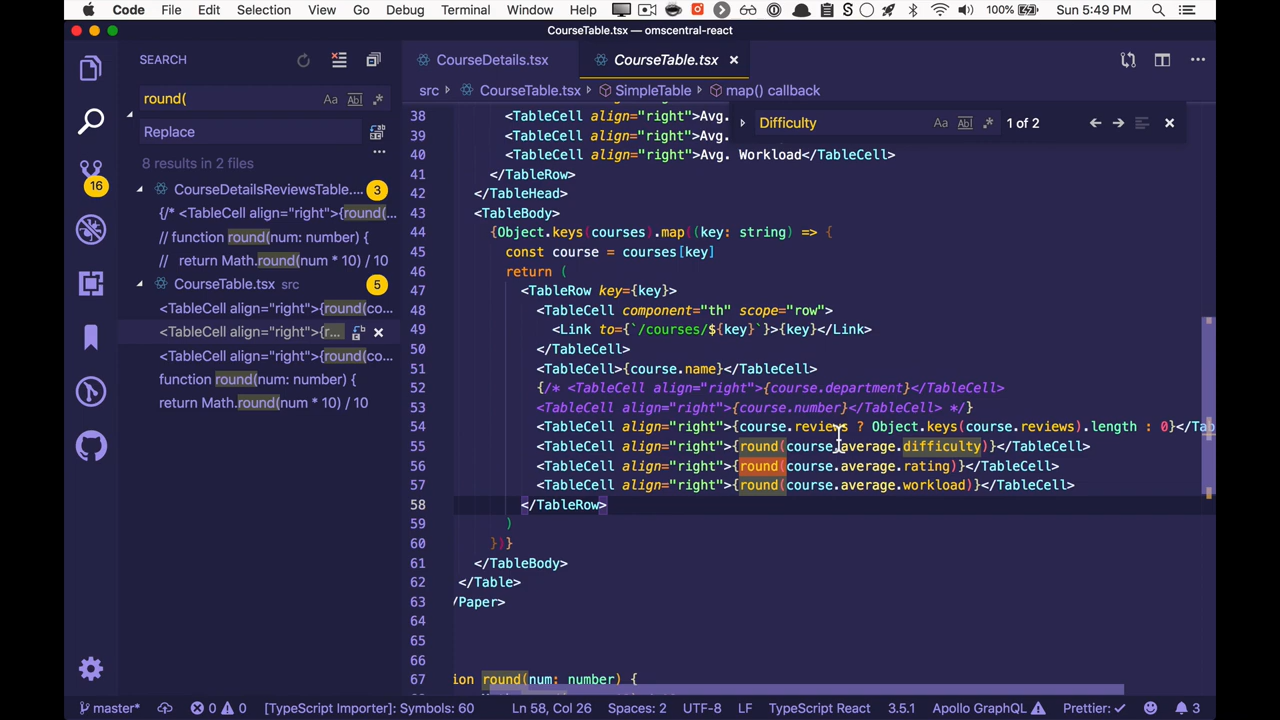 Code File Edit Selection View Go Debug Terminal Window Help 100% Sun 5:49 PM
CourseTable.tsx — omscentral-react
SEARCH
round(
Aa Abl .*
Replace
8 results in 2 files
CourseDetailsReviewsTable.... 3
{/* <TableCell align="right">{round(...
// function round(num: number) {
// return Math.round(num * 10) / 10
CourseTable.tsx src 5
<TableCell align="right">{round(co...
<TableCell align="right">{r...
<TableCell align="right">{round(co...
function round(num: number) {
return Math.round(num * 10) / 10
16
CourseDetails.tsx CourseTable.tsx
src › CourseTable.tsx › SimpleTable › map() callback
Difficulty Aa Abl .* 1 of 2
38 <TableCell align="right">Avg.
39 <TableCell align="right">Avg.
40 <TableCell align="right">Avg. Workload</TableCell>
41 </TableRow>
42 </TableHead>
43 <TableBody>
44 {Object.keys(courses).map((key: string) => {
45 const course = courses[key]
46 return (
47 <TableRow key={key}>
48 <TableCell component="th" scope="row">
49 <Link to={`/courses/${key}`}>{key}</Link>
50 </TableCell>
51 <TableCell>{course.name}</TableCell>
52 {/* <TableCell align="right">{course.department}</TableCell>
53 <TableCell align="right">{course.number}</TableCell> */}
54 <TableCell align="right">{course.reviews ? Object.keys(course.reviews).length : 0}</Tab
55 <TableCell align="right">{round(course.average.difficulty)}</TableCell>
56 <TableCell align="right">{round(course.average.rating)}</TableCell>
57 <TableCell align="right">{round(course.average.workload)}</TableCell>
58 </TableRow>
59 )
60 })}
61 </TableBody>
62 </Table>
63 /Paper>
64
65
66
67 ion round(num: number) {
master* 0 0 [TypeScript Importer]: Symbols: 60 Ln 58, Col 26 Spaces: 2 UTF-8 LF TypeScript React 3.5.1 Apollo GraphQL Prettier: ✓ 3